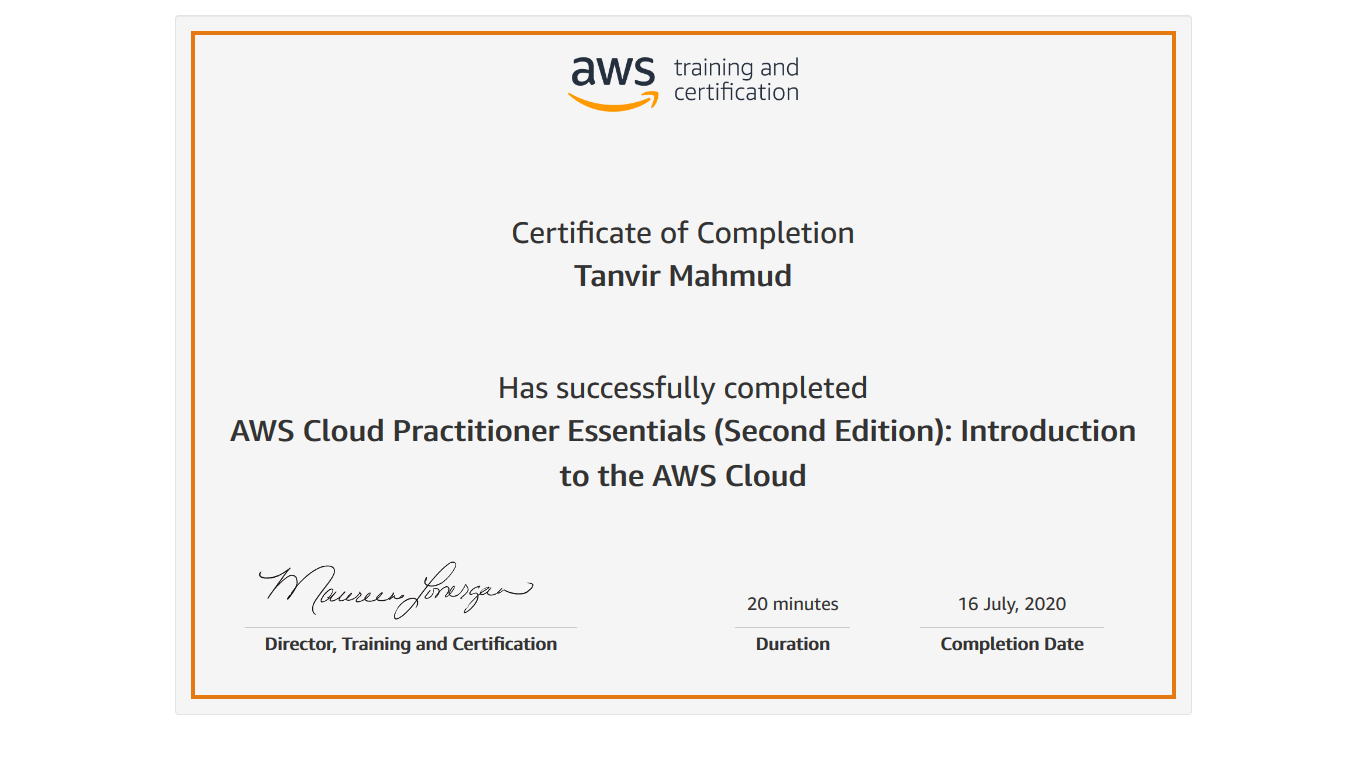 aws training and
certification
Certificate of Completion
Tanvir Mahmud
Has successfully completed
AWS Cloud Practitioner Essentials (Second Edition): Introduction
to the AWS Cloud
Maureen Lonergan
20 minutes
16 July, 2020
Director, Training and Certification
Duration
Completion Date